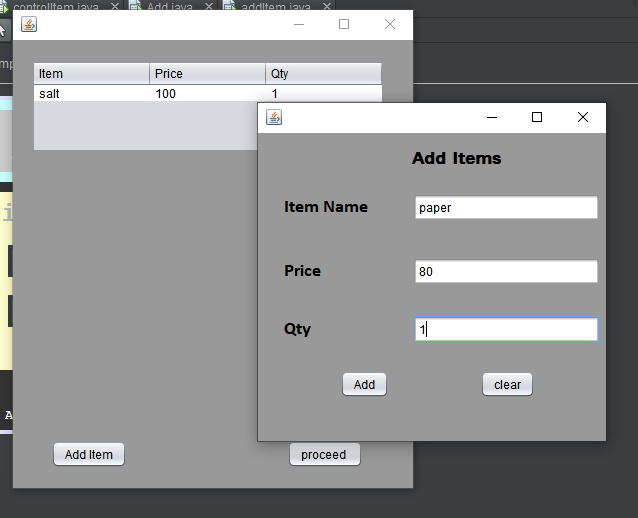 controlItem.java Add.java addItem.java
Item Price Qty
salt 100 1
Add Items
Item Name paper
Price 80
Qty 1
Add clear
Add Item proceed